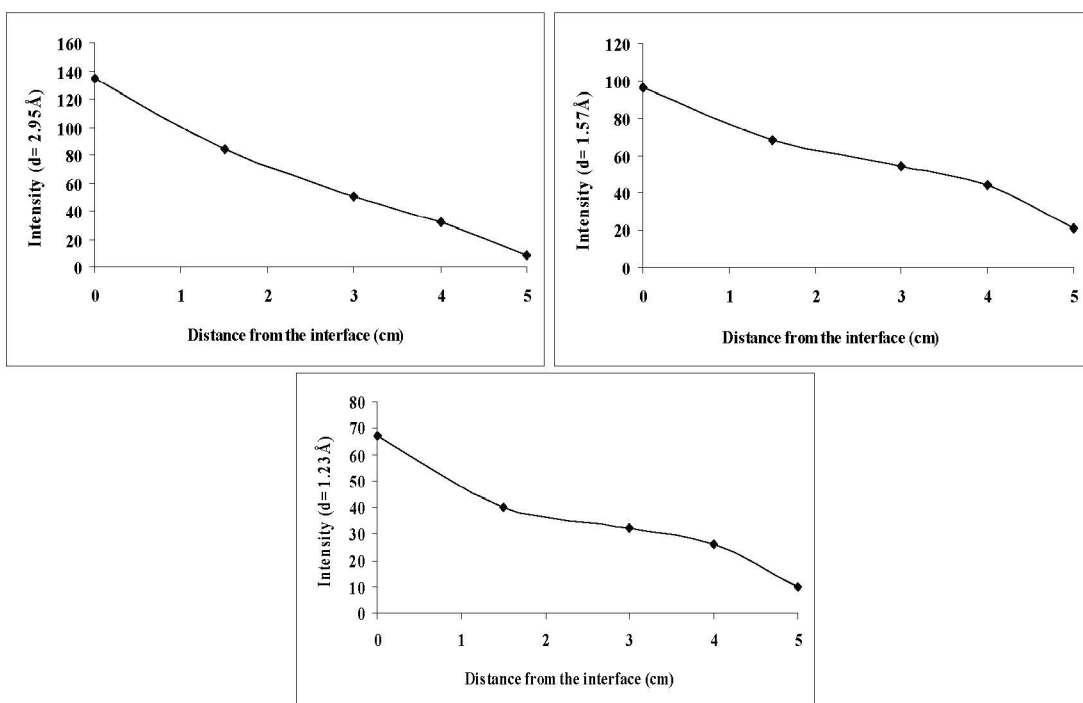 Intensity (d= 2.95Å)
160
140
120
100
80
60
40
20
0
0 1 2 3 4 5
Distance from the interface (cm)
Intensity (d= 1.57Å)
120
100
80
60
40
20
0
0 1 2 3 4 5
Distance from the interface (cm)
Intensity (d= 1.23Å)
80
70
60
50
40
30
20
10
0
0 1 2 3 4 5
Distance from the interface (cm)